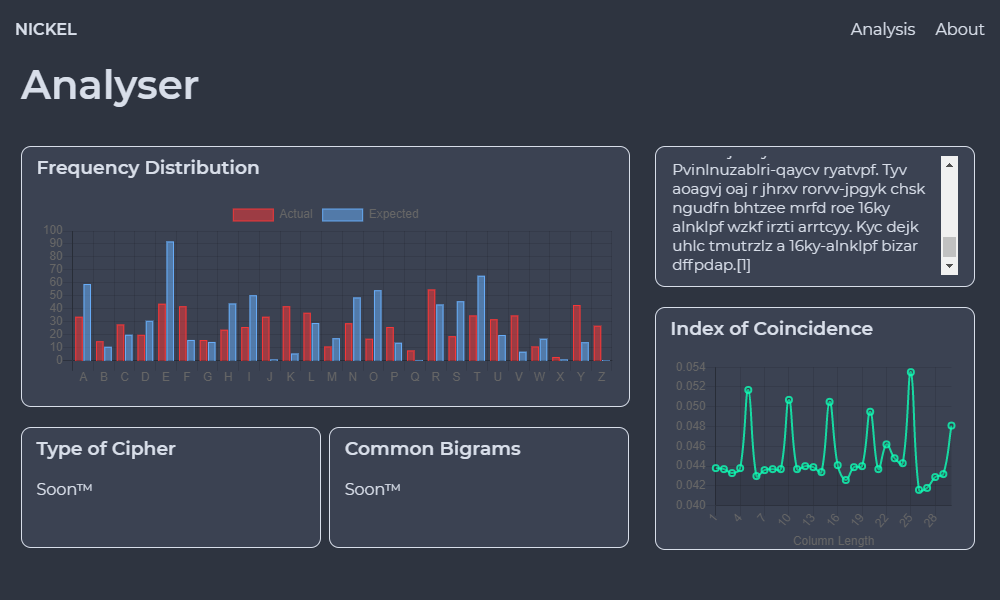 NICKEL
Analysis
About
Analyser
Frequency Distribution
Actual
Expected
100
90
80
70
60
50
40
30
20
10
0
A B C D E F G H I J K L M N O P Q R S T U V W X Y Z
Pvinlnuzablri-qaycv ryatvpf. Tyv
aoagvj oaj r jhrxv rorvv-jpgyk chsk
ngudfn bhtzee mrfd roe 16ky
alnklpf wzkf irzti arrtcyy. Kyc dejk
uhlc tmutrzlz a 16ky-alnklpf bizar
dffpdap.[1]
Index of Coincidence
0.054
0.052
0.050
0.048
0.046
0.044
0.042
0.040
1 4 7 10 13 16 19 22 25 28
Column Length
Type of Cipher
Soon™
Common Bigrams
Soon™